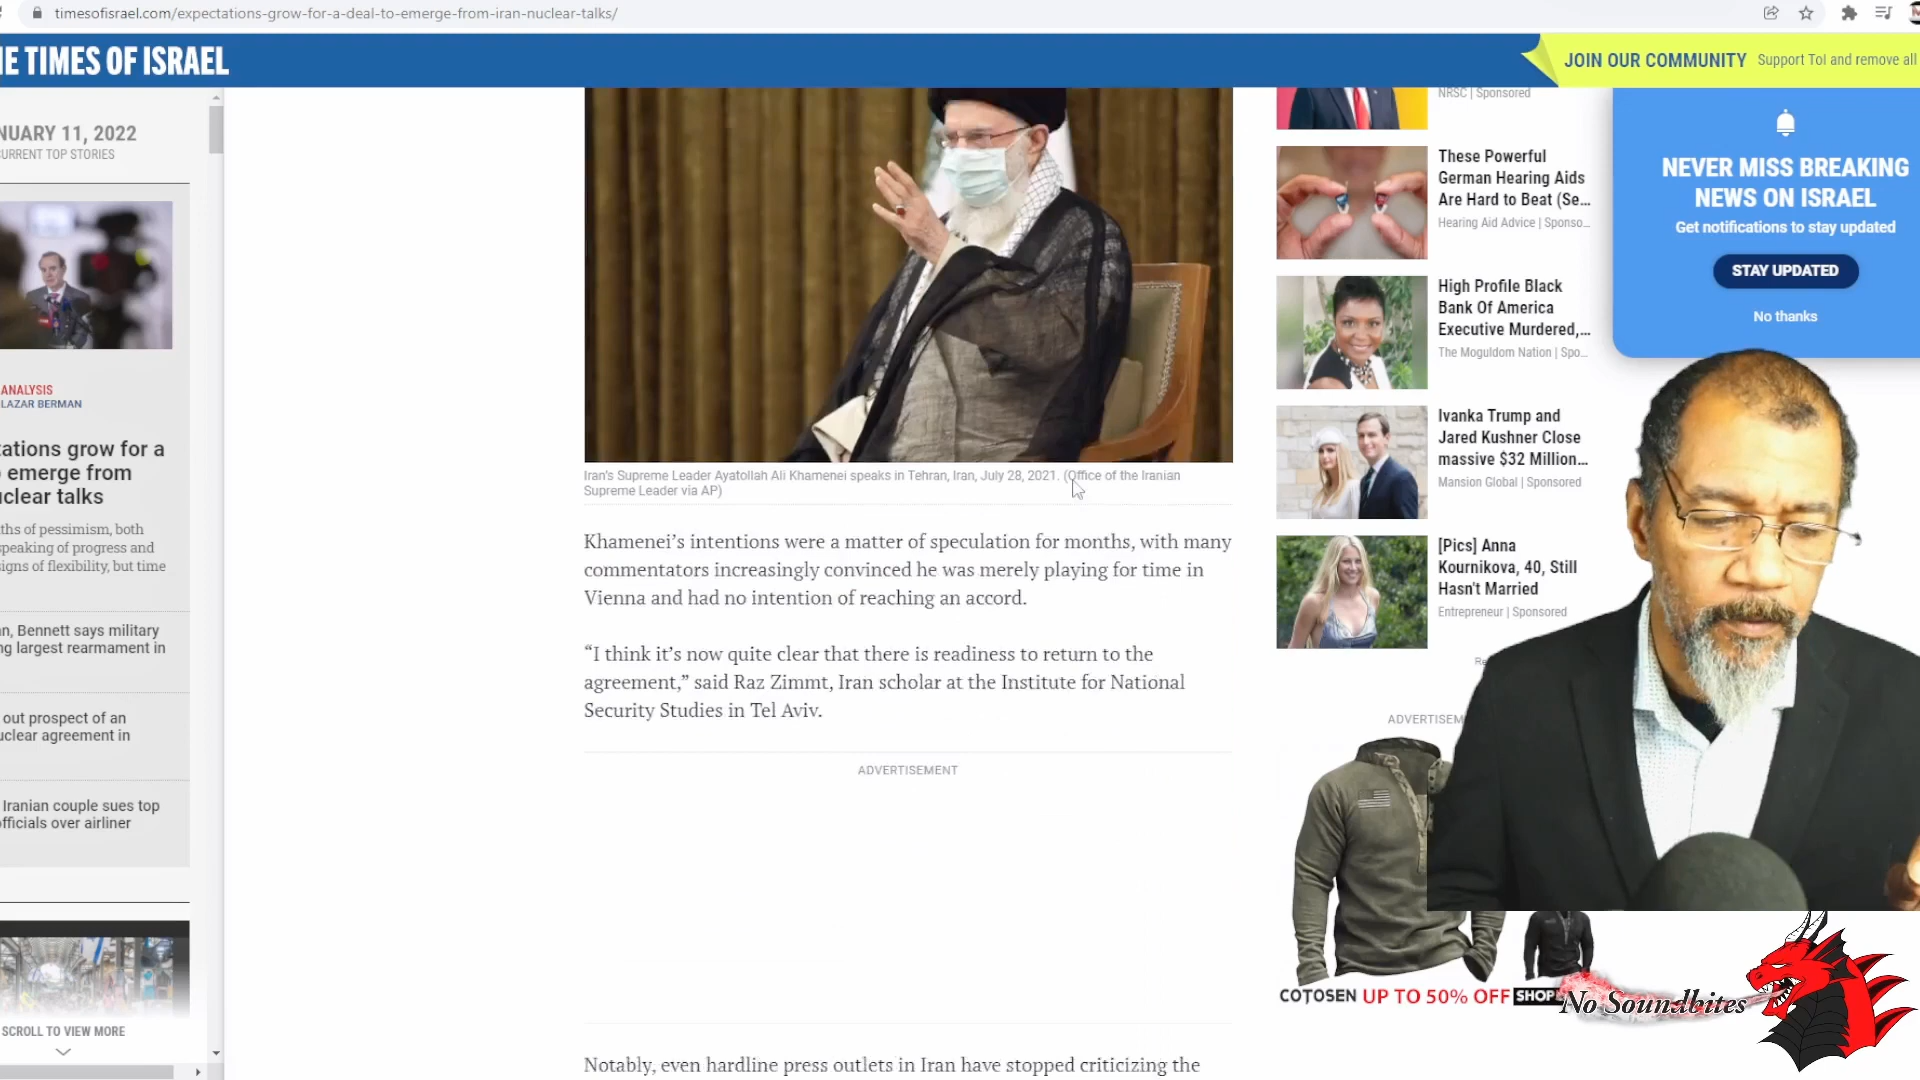 timesofisrael.com/expectations-grow-for-a-deal-to-emerge-from-iran-nuclear-talks/
E TIMES OF ISRAEL
JOIN OUR COMMUNITY Support ToI and remove all
NUARY 11, 2022
CURRENT TOP STORIES
ANALYSIS
LAZAR BERMAN
tations grow for a
emerge from
clear talks
ths of pessimism, both
speaking of progress and
signs of flexibility, but time
n, Bennett says military
ng largest rearmament in
out prospect of an
uclear agreement in
Iranian couple sues top
officials over airliner
SCROLL TO VIEW MORE
Iran's Supreme Leader Ayatollah Ali Khamenei speaks in Tehran, Iran, July 28, 2021. (Office of the Iranian
Supreme Leader via AP)
Khamenei's intentions were a matter of speculation for months, with many
commentators increasingly convinced he was merely playing for time in
Vienna and had no intention of reaching an accord.
“I think it's now quite clear that there is readiness to return to the
agreement,” said Raz Zimmt, Iran scholar at the Institute for National
Security Studies in Tel Aviv.
ADVERTISEMENT
Notably, even hardline press outlets in Iran have stopped criticizing the
NRSC | Sponsored
These Powerful
German Hearing Aids
Are Hard to Beat (Se...
Hearing Aid Advice | Sponso...
High Profile Black
Bank Of America
Executive Murdered,...
The Moguldom Nation | Spo...
Ivanka Trump and
Jared Kushner Close
massive $32 Million...
Mansion Global | Sponsored
[Pics] Anna
Kournikova, 40, Still
Hasn't Married
Entrepreneur | Sponsored
ADVERTISEM
COTOSEN UP TO 50% OFF SHOP
NEVER MISS BREAKING
NEWS ON ISRAEL
Get notifications to stay updated
STAY UPDATED
No thanks
No Soundbites